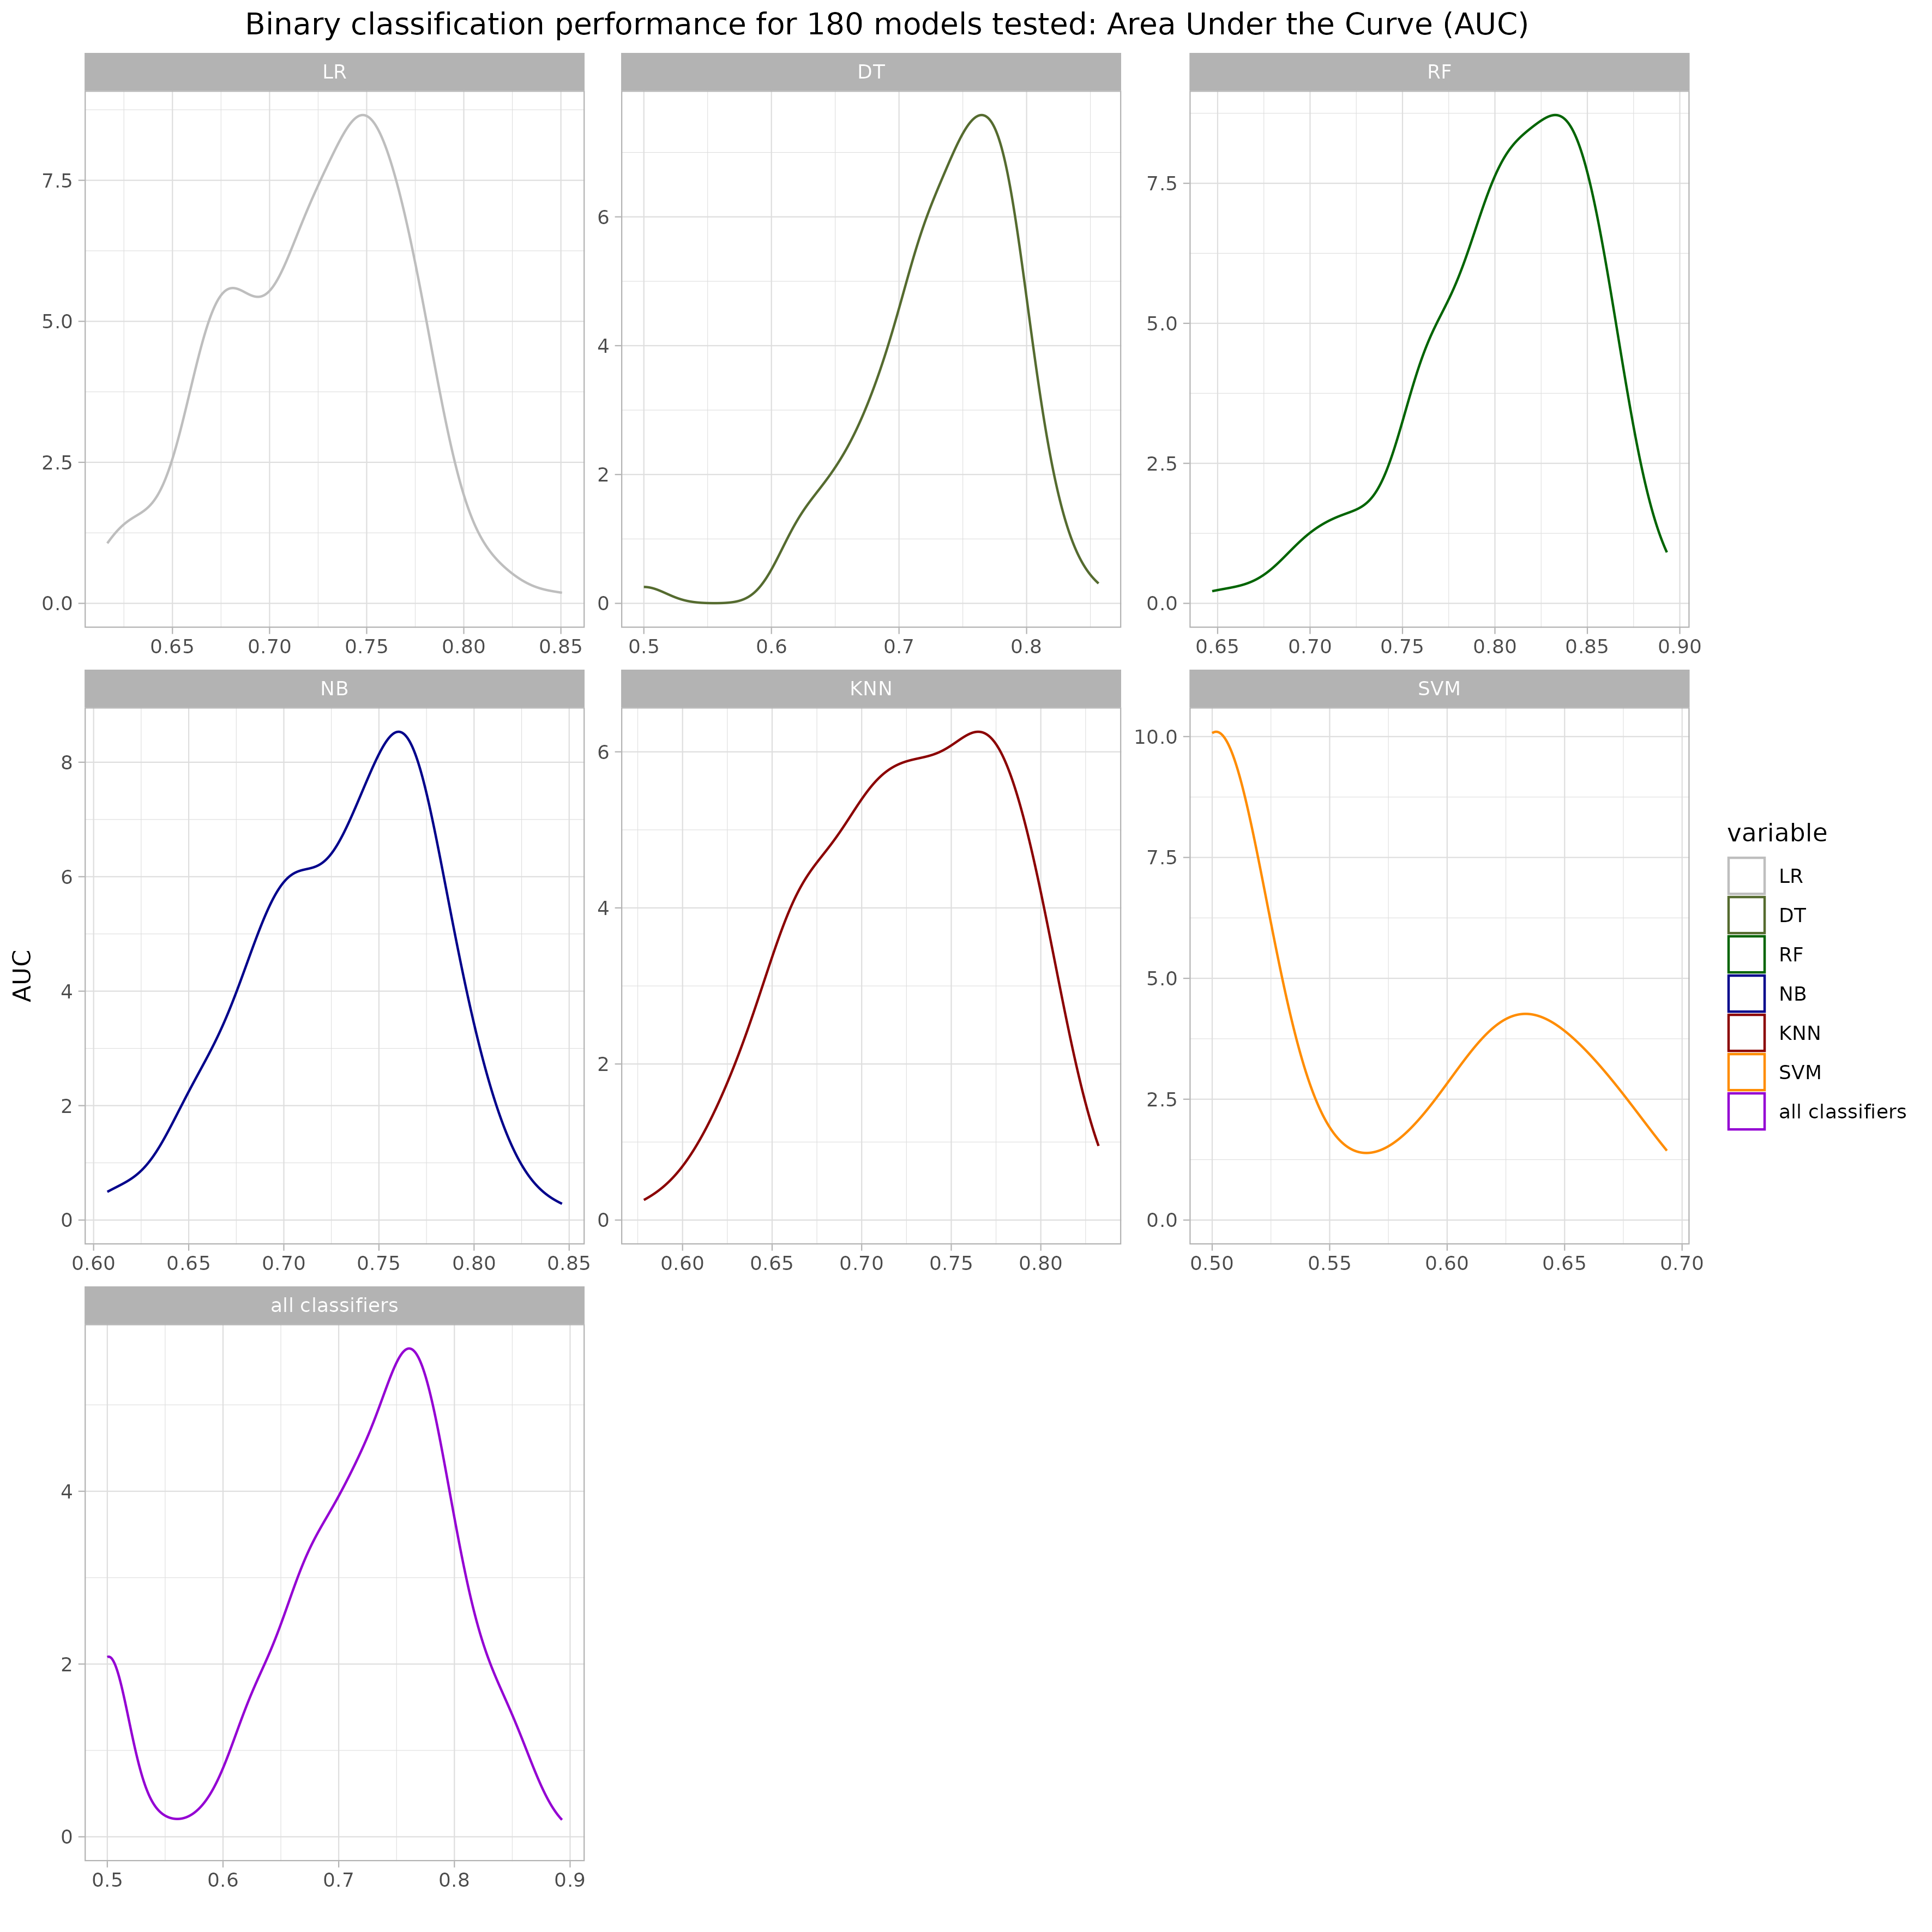 Binary classification performance for 180 models tested: Area Under the Curve (AUC)
LR
7.5
5.0
2.5
0.0
0.65 0.70 0.75 0.80 0.85
DT
6
4
2
0
0.5 0.6 0.7 0.8
RF
7.5
5.0
2.5
0.0
0.65 0.70 0.75 0.80 0.85 0.90
AUC
NB
8
6
4
2
0
0.60 0.65 0.70 0.75 0.80 0.85
KNN
6
4
2
0
0.60 0.65 0.70 0.75 0.80
SVM
10.0
7.5
5.0
2.5
0.0
0.50 0.55 0.60 0.65 0.70
all classifiers
4
2
0
0.5 0.6 0.7 0.8 0.9
variable
LR
DT
RF
NB
KNN
SVM
all classifiers